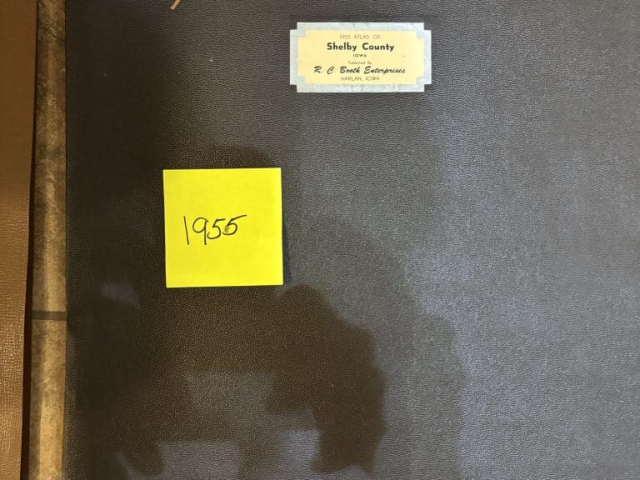 1955 ATLAS OF
Shelby County
IOWA
Published By
R. C. Booth Enterprises
HARLAN, IOWA
1955